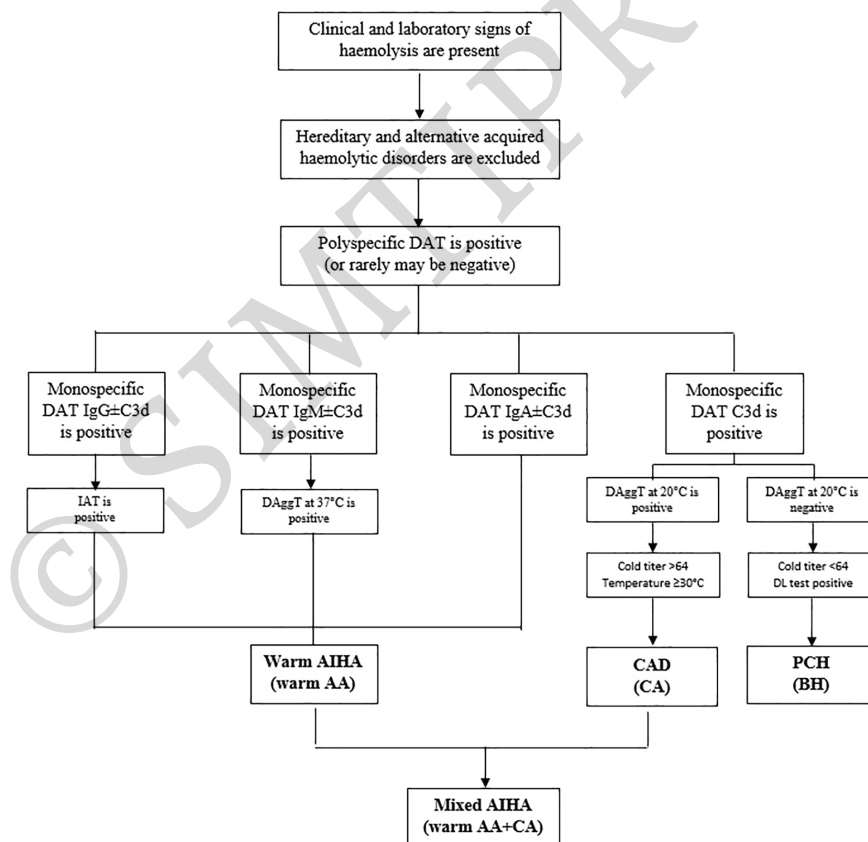 Clinical and laboratory signs of
haemolysis are present
Hereditary and alternative acquired
haemolytic disorders are excluded
Polyspecific DAT is positive
(or rarely may be negative)
Monospecific
DAT IgG±C3d
is positive
Monospecific
DAT IgM±C3d
is positive
Monospecific
DAT IgA±C3d
is positive
Monospecific
DAT C3d is
positive
IAT is
positive
DAggT at 37°C is
positive
DAggT at 20°C is
positive
DAggT at 20°C is
negative
Cold titer >64
Temperature ≥30°C
Cold titer <64
DL test positive
Warm AIHA
(warm AA)
CAD
(CA)
PCH
(BH)
Mixed AIHA
(warm AA+CA)
© SIMTIPR